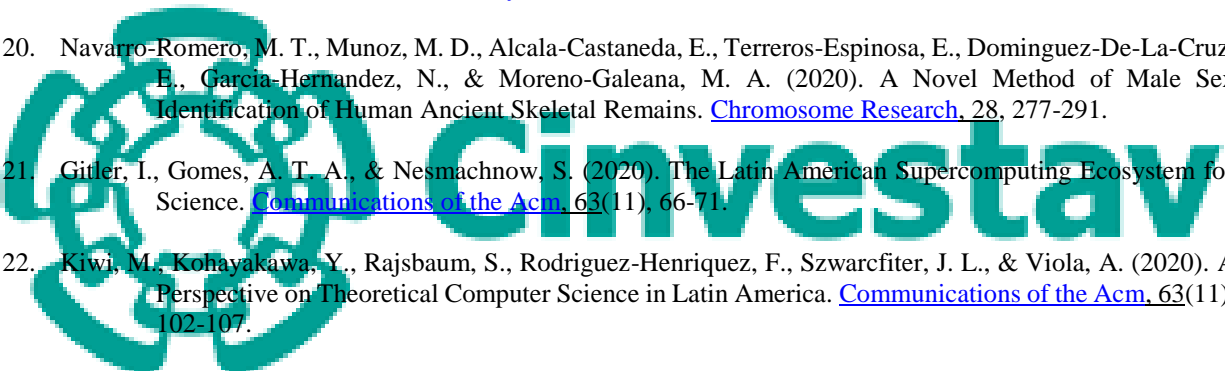 20. Navarro-Romero, M. T., Munoz, M. D., Alcala-Castaneda, E., Terreros-Espinosa, E., Dominguez-De-La-Cruz
E., Garcia-Hernandez, N., & Moreno-Galeana, M. A. (2020). A Novel Method of Male Se
Identification of Human Ancient Skeletal Remains. Chromosome Research, 28, 277-291.
21. Gitler, I., Gomes, A. T. A., & Nesmachnow, S. (2020). The Latin American Supercomputing Ecosystem fo
Science. Communications of the Acm, 63(11), 66-71.
Cinvestav
22. Kiwi, M., Kohayakawa, Y., Rajsbaum, S., Rodriguez-Henriquez, F., Szwarcfiter, J. L., & Viola, A. (2020). A
Perspective on Theoretical Computer Science in Latin America. Communications of the Acm, 63(11)
102-107.